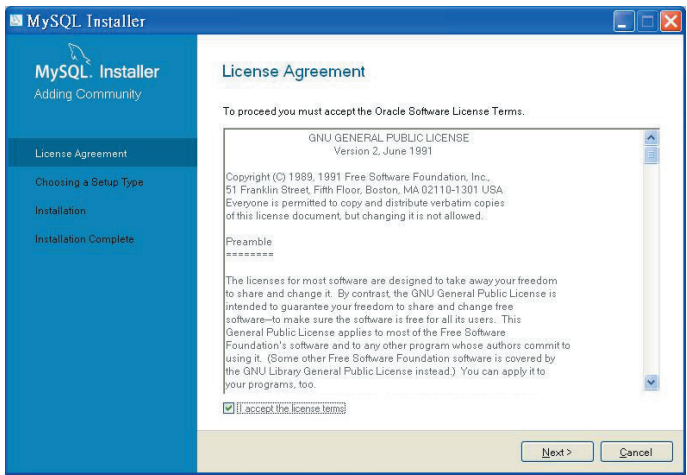 MySQL Installer
MySQL. Installer
Adding Community
License Agreement
Choosing a Setup Type
Installation
Installation Complete
License Agreement
To proceed you must accept the Oracle Software License Terms.
GNU GENERAL PUBLIC LICENSE
Version 2, June 1991
Copyright (C) 1989, 1991 Free Software Foundation, Inc.,
51 Franklin Street, Fifth Floor, Boston, MA 02110-1301 USA
Everyone is permitted to copy and distribute verbatim copies
of this license document, but changing it is not allowed.
Preamble
========
The licenses for most software are designed to take away your freedom
to share and change it. By contrast, the GNU General Public License is
intended to guarantee your freedom to share and change free
software—to make sure the software is free for all its users. This
General Public License applies to most of the Free Software
Foundation's software and to any other program whose authors commit to
using it. (Some other Free Software Foundation software is covered by
the GNU Library General Public License instead.) You can apply it to
your programs, too.
I accept the license terms
Next >
Cancel